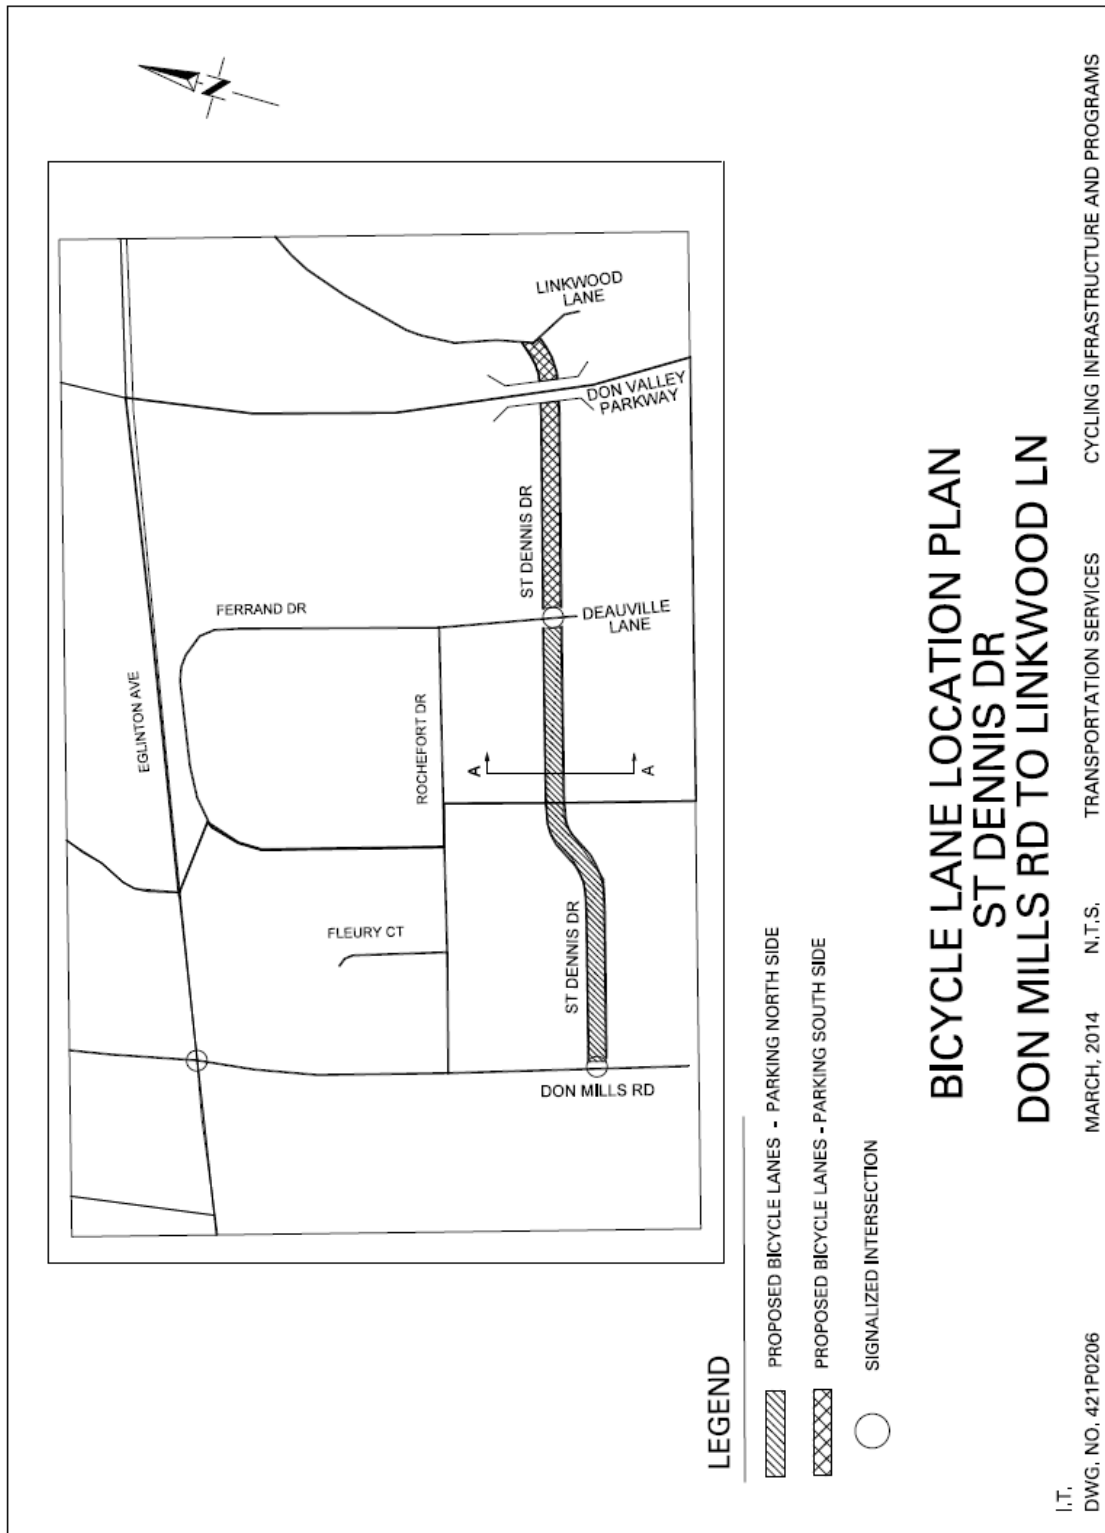 N
EGLINTON AVE
FERRAND DR
ROCHEFORT DR
FLEURY CT
ST DENNIS DR
ST DENNIS DR
DON MILLS RD
DEAUVILLE
LANE
DON VALLEY
PARKWAY
LINKWOOD
LANE
A
A
LEGEND
PROPOSED BICYCLE LANES - PARKING NORTH SIDE
PROPOSED BICYCLE LANES - PARKING SOUTH SIDE
SIGNALIZED INTERSECTION
BICYCLE LANE LOCATION PLAN
ST DENNIS DR
DON MILLS RD TO LINKWOOD LN
I.T.
DWG. NO. 421P0206 MARCH, 2014 N.T.S. TRANSPORTATION SERVICES CYCLING INFRASTRUCTURE AND PROGRAMS